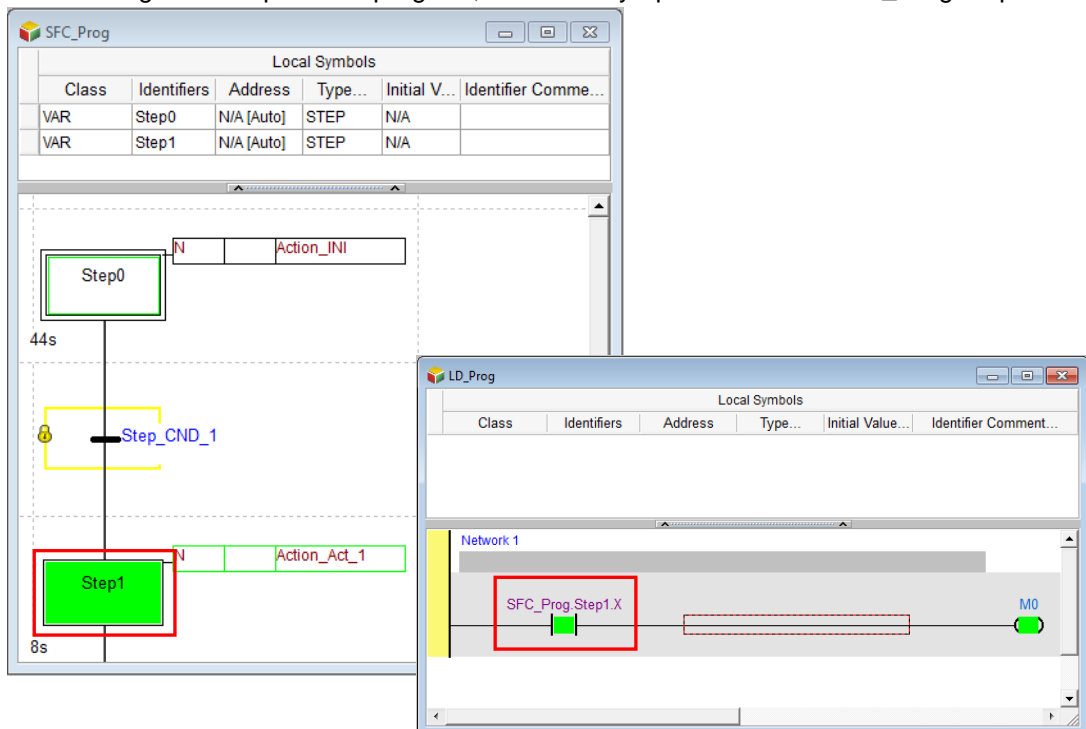 SFC_Prog
Local Symbols
Class Identifiers Address Type... Initial V... Identifier Comme...
VAR Step0 N/A [Auto] STEP N/A
VAR Step1 N/A [Auto] STEP N/A
N Action_INI
Step0
44s
Step_CND_1
N Action_Act_1
Step1
8s
LD_Prog
Local Symbols
Class Identifiers Address Type... Initial Value... Identifier Comment...
Network 1
SFC_Prog.Step1.X M0